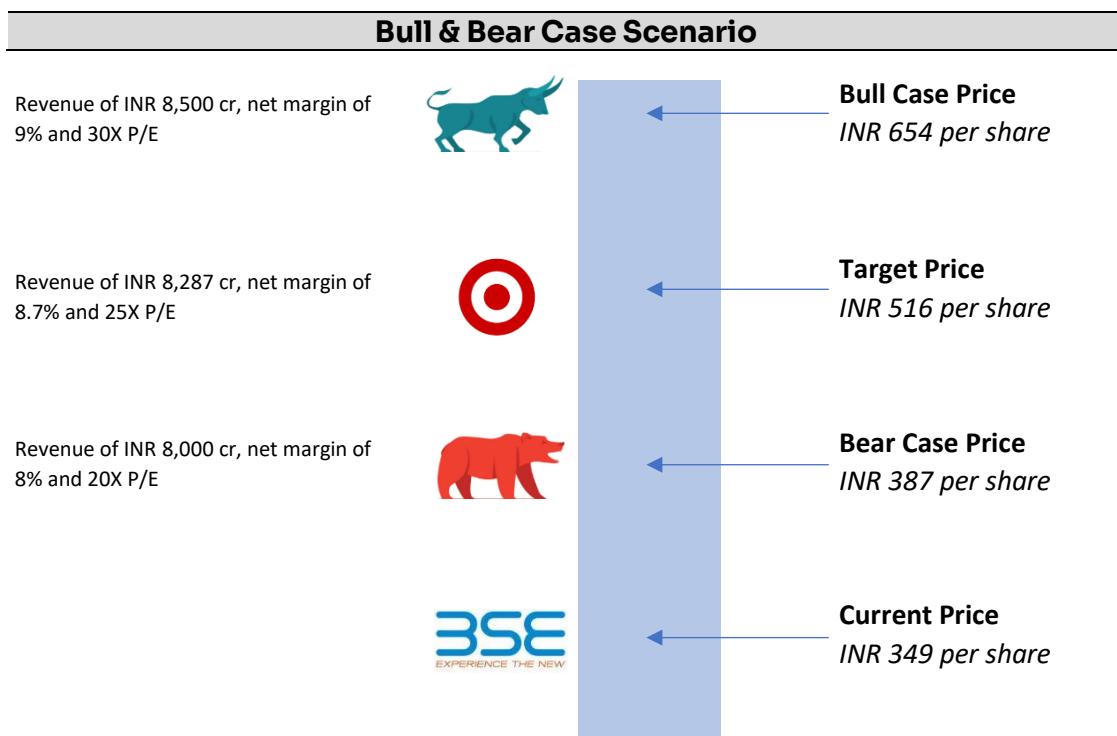 Bull & Bear Case Scenario
Revenue of INR 8,500 cr, net margin of
9% and 30X P/E
Bull Case Price
INR 654 per share
Revenue of INR 8,287 cr, net margin of
8.7% and 25X P/E
Target Price
INR 516 per share
Revenue of INR 8,000 cr, net margin of
8% and 20X P/E
Bear Case Price
INR 387 per share
BSE
EXPERIENCE THE NEW
Current Price
INR 349 per share